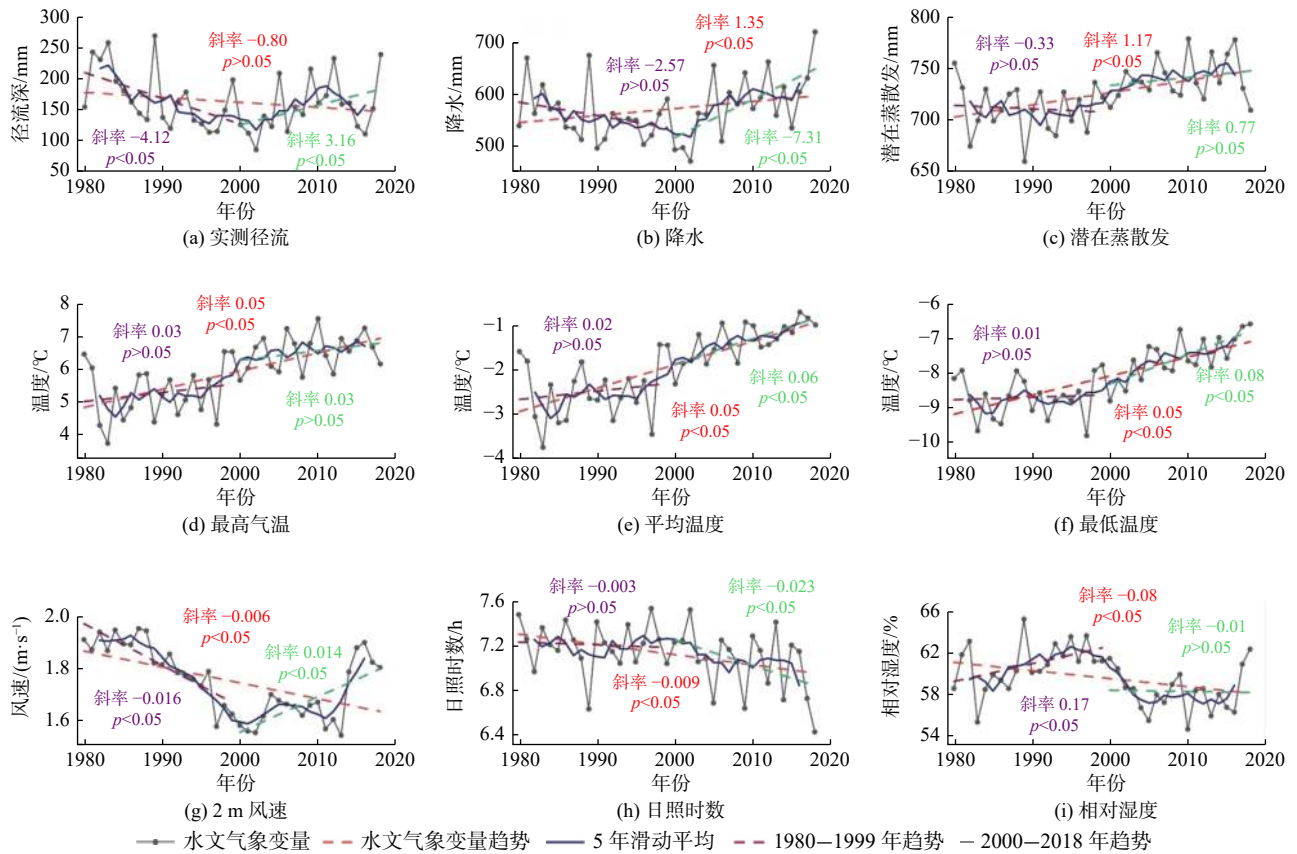 径流深/mm
300
250
200
150
100
50
斜率 −0.80
p>0.05
斜率 −4.12
p<0.05
斜率 3.16
p<0.05
1980 1990 2000 2010 2020
年份
(a) 实测径流
降水/mm
700
600
500
斜率 1.35
p<0.05
斜率 −2.57
p>0.05
斜率 −7.31
p<0.05
1980 1990 2000 2010 2020
年份
(b) 降水
潜在蒸散发/mm
800
750
700
650
斜率 −0.33
p>0.05
斜率 1.17
p<0.05
斜率 0.77
p>0.05
1980 1990 2000 2010 2020
年份
(c) 潜在蒸散发
温度/℃
8
7
6
5
4
斜率 0.05
p<0.05
斜率 0.03
p>0.05
斜率 0.03
p>0.05
1980 1990 2000 2010 2020
年份
(d) 最高气温
温度/℃
−1
−2
−3
−4
斜率 0.02
p>0.05
斜率 0.06
p<0.05
斜率 0.05
p<0.05
1980 1990 2000 2010 2020
年份
(e) 平均温度
温度/℃
−6
−7
−8
−9
−10
斜率 0.01
p>0.05
斜率 0.08
p<0.05
斜率 0.05
p<0.05
1980 1990 2000 2010 2020
年份
(f) 最低温度
风速/(m·s⁻¹)
2.0
1.8
1.6
斜率 −0.006
p<0.05
斜率 0.014
p<0.05
斜率 −0.016
p<0.05
1980 1990 2000 2010 2020
年份
(g) 2 m 风速
日照时数/h
7.6
7.2
6.8
6.4
斜率 −0.003
p>0.05
斜率 −0.023
p<0.05
斜率 −0.009
p<0.05
1980 1990 2000 2010 2020
年份
(h) 日照时数
相对湿度/%
66
63
60
57
54
斜率 −0.08
p<0.05
斜率 −0.01
p>0.05
斜率 0.17
p<0.05
1980 1990 2000 2010 2020
年份
(i) 相对湿度
水文气象变量 水文气象变量趋势 5 年滑动平均 1980—1999 年趋势 2000—2018 年趋势